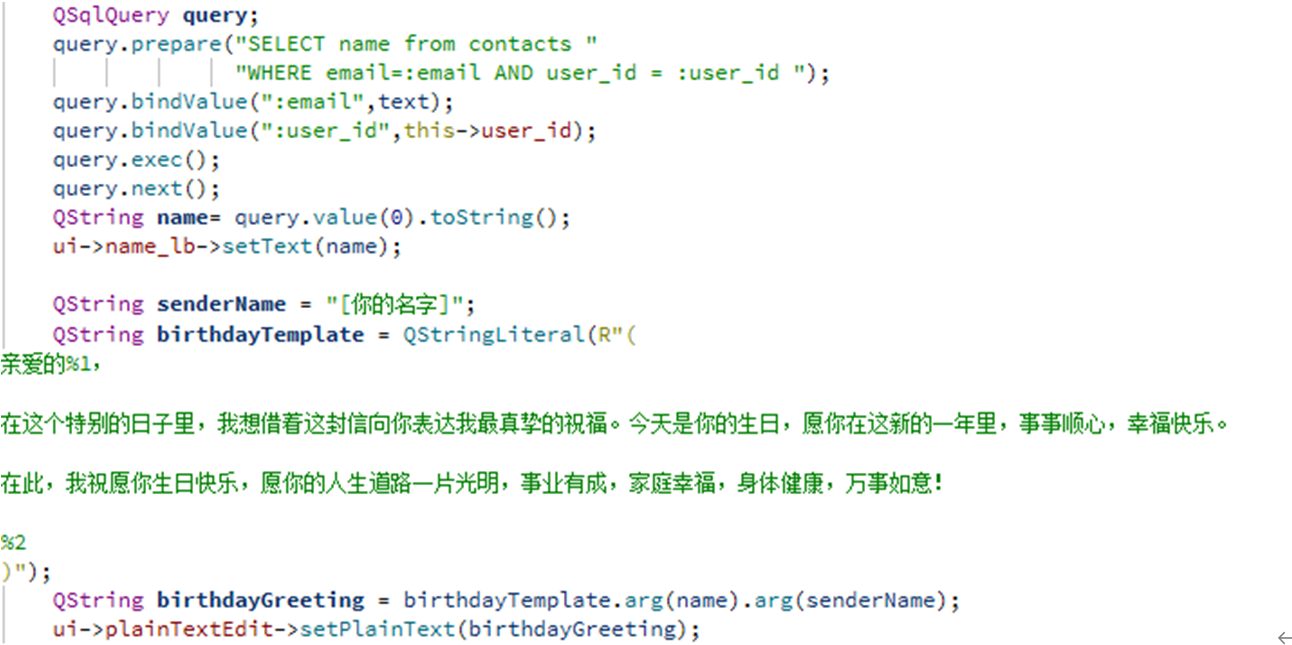 QSqlQuery query;
query.prepare("SELECT name from contacts "
"WHERE email=:email AND user_id = :user_id ");
query.bindValue(":email",text);
query.bindValue(":user_id",this->user_id);
query.exec();
query.next();
QString name= query.value(0).toString();
ui->name_lb->setText(name);
QString senderName = "[你的名字]";
QString birthdayTemplate = QStringLiteral(R"(
亲爱的%1，
在这个特别的日子里，我想借着这封信向你表达我最真挚的祝福。今天是你的生日，愿你在这新的一年里，事事顺心，幸福快乐。
在此，我祝愿你生日快乐，愿你的人生道路一片光明，事业有成，家庭幸福，身体健康，万事如意！
%2
)");
QString birthdayGreeting = birthdayTemplate.arg(name).arg(senderName);
ui->plainTextEdit->setPlainText(birthdayGreeting);